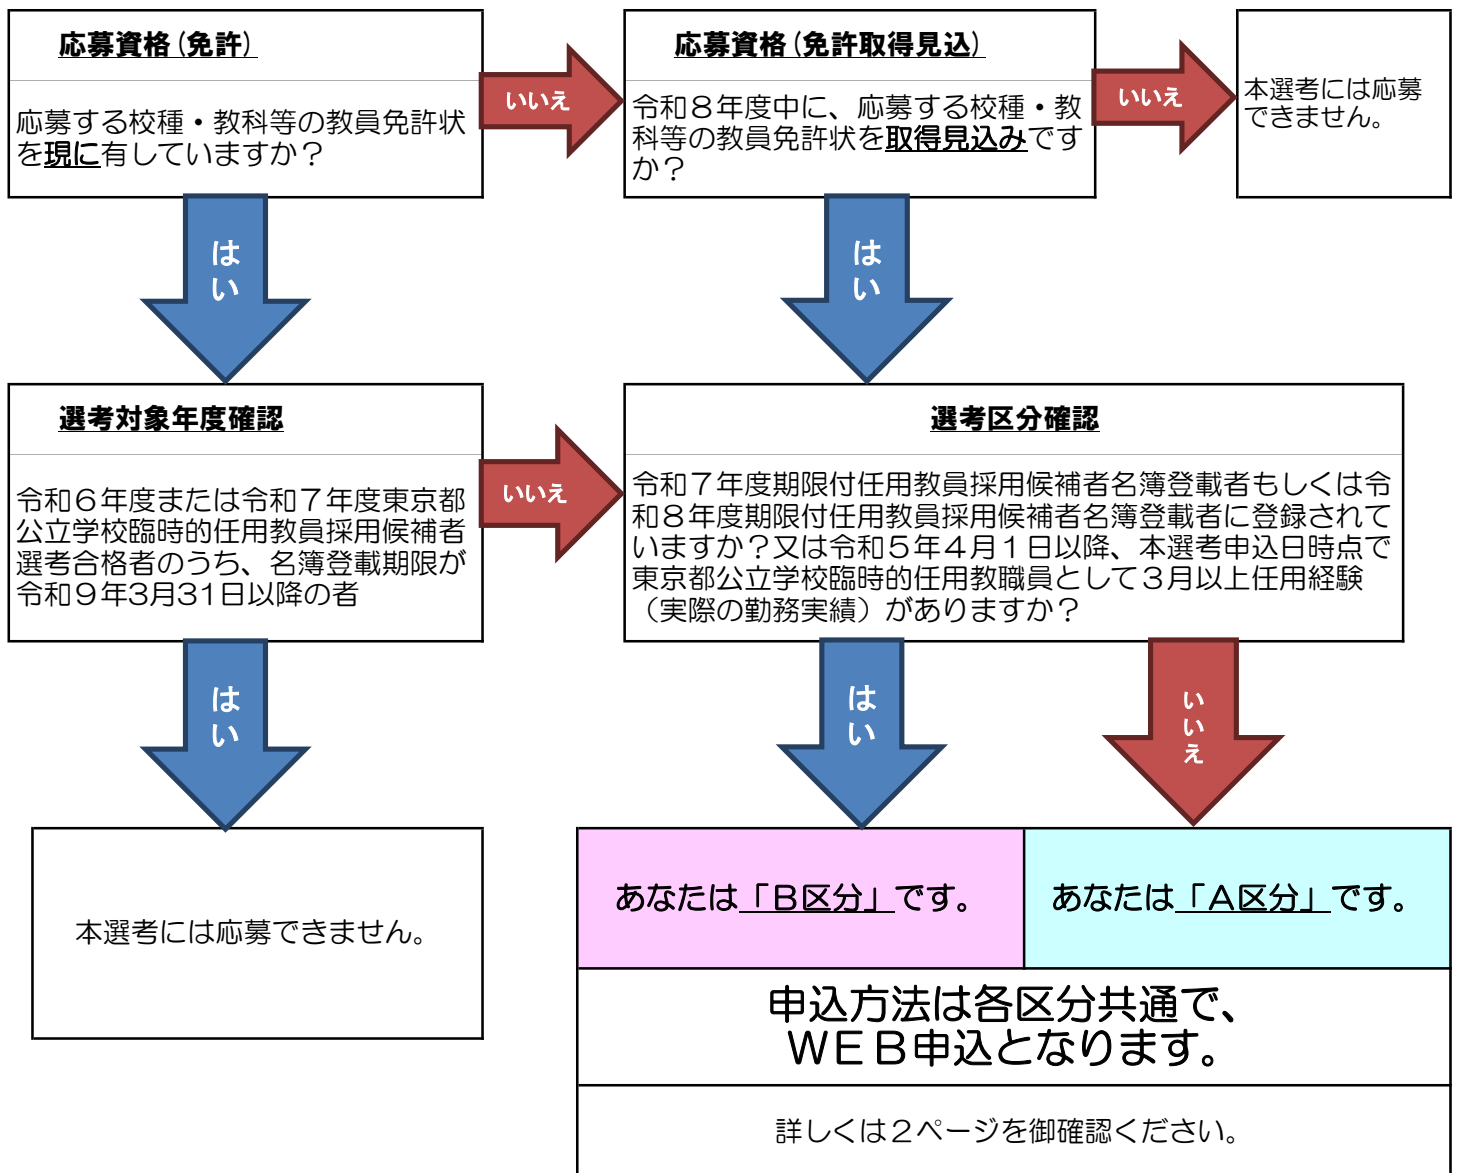 応募資格(免許)
応募する校種・教科等の教員免許状
を現に有していますか？
いいえ
応募資格(免許取得見込)
令和８年度中に、応募する校種・教
科等の教員免許状を取得見込みです
か？
いいえ
本選考には応募
できません。
はい
はい
選考対象年度確認
令和６年度または令和７年度東京都
公立学校臨時的任用教員採用候補者
選考合格者のうち、名簿登載期限が
令和９年3月31日以降の者
いいえ
選考区分確認
令和７年度期限付任用教員採用候補者名簿登載者もしくは令
和８年度期限付任用教員採用候補者名簿登載者に登録されて
いますか？又は令和５年４月１日以降、本選考申込日時点で
東京都公立学校臨時的任用教職員として３月以上任用経験
（実際の勤務実績）がありますか？
はい
はい
いいえ
本選考には応募できません。
あなたは「Ｂ区分」です。
あなたは「Ａ区分」です。
申込方法は各区分共通で、
ＷＥＢ申込となります。
詳しくは２ページを御確認ください。